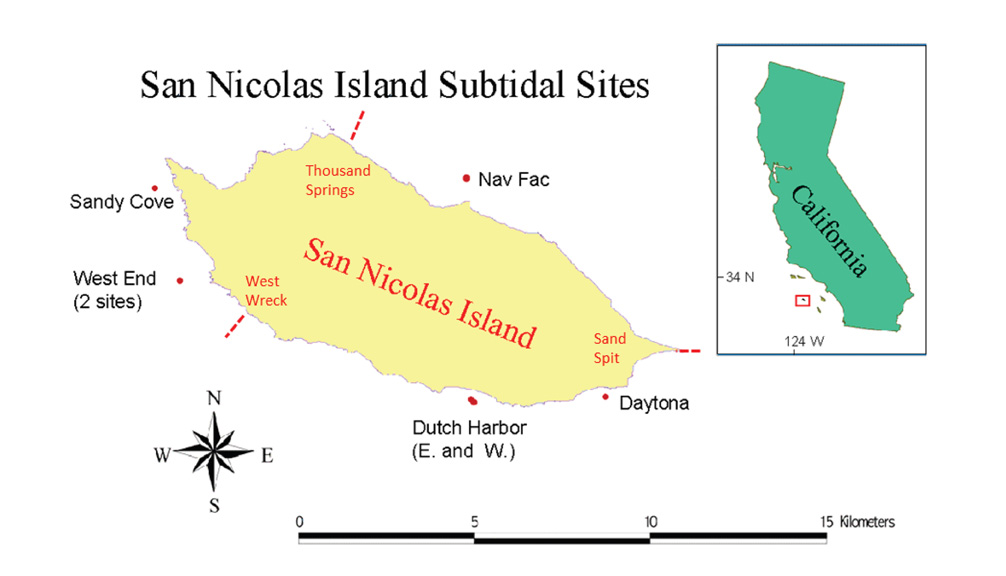 San Nicolas Island Subtidal Sites
Thousand
Springs
Nav Fac
Sandy Cove
West End
(2 sites)
West
Wreck
San Nicolas Island
Sand
Spit
Daytona
Dutch Harbor
(E. and W.)
California
34 N
124 W
N
W E
S
0 5 10 15 Kilometers